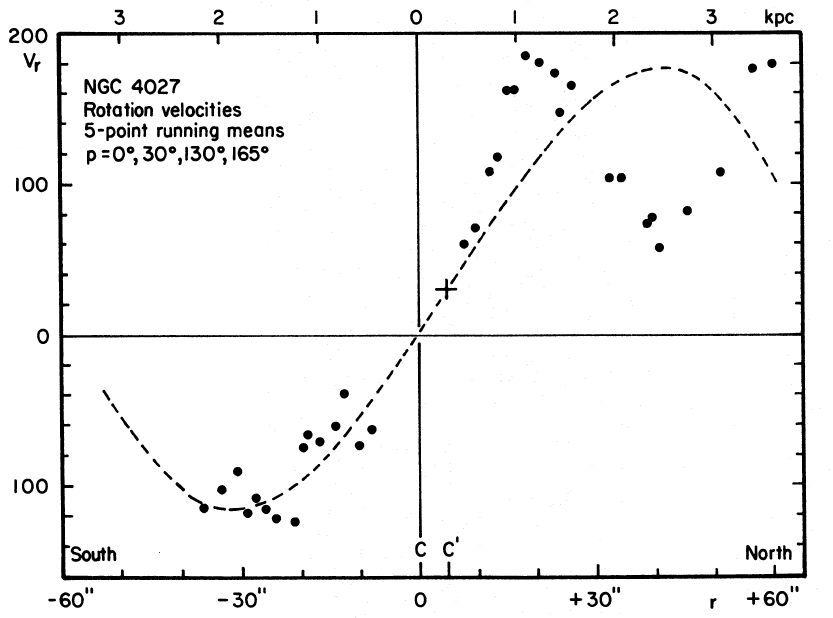 3 2 1 0 1 2 3 kpc
200
Vr
NGC 4027
Rotation velocities
5-point running means
p=0°, 30°, 130°, 165°
100
0
100
South C C' North
-60" -30" 0 +30" r +60"